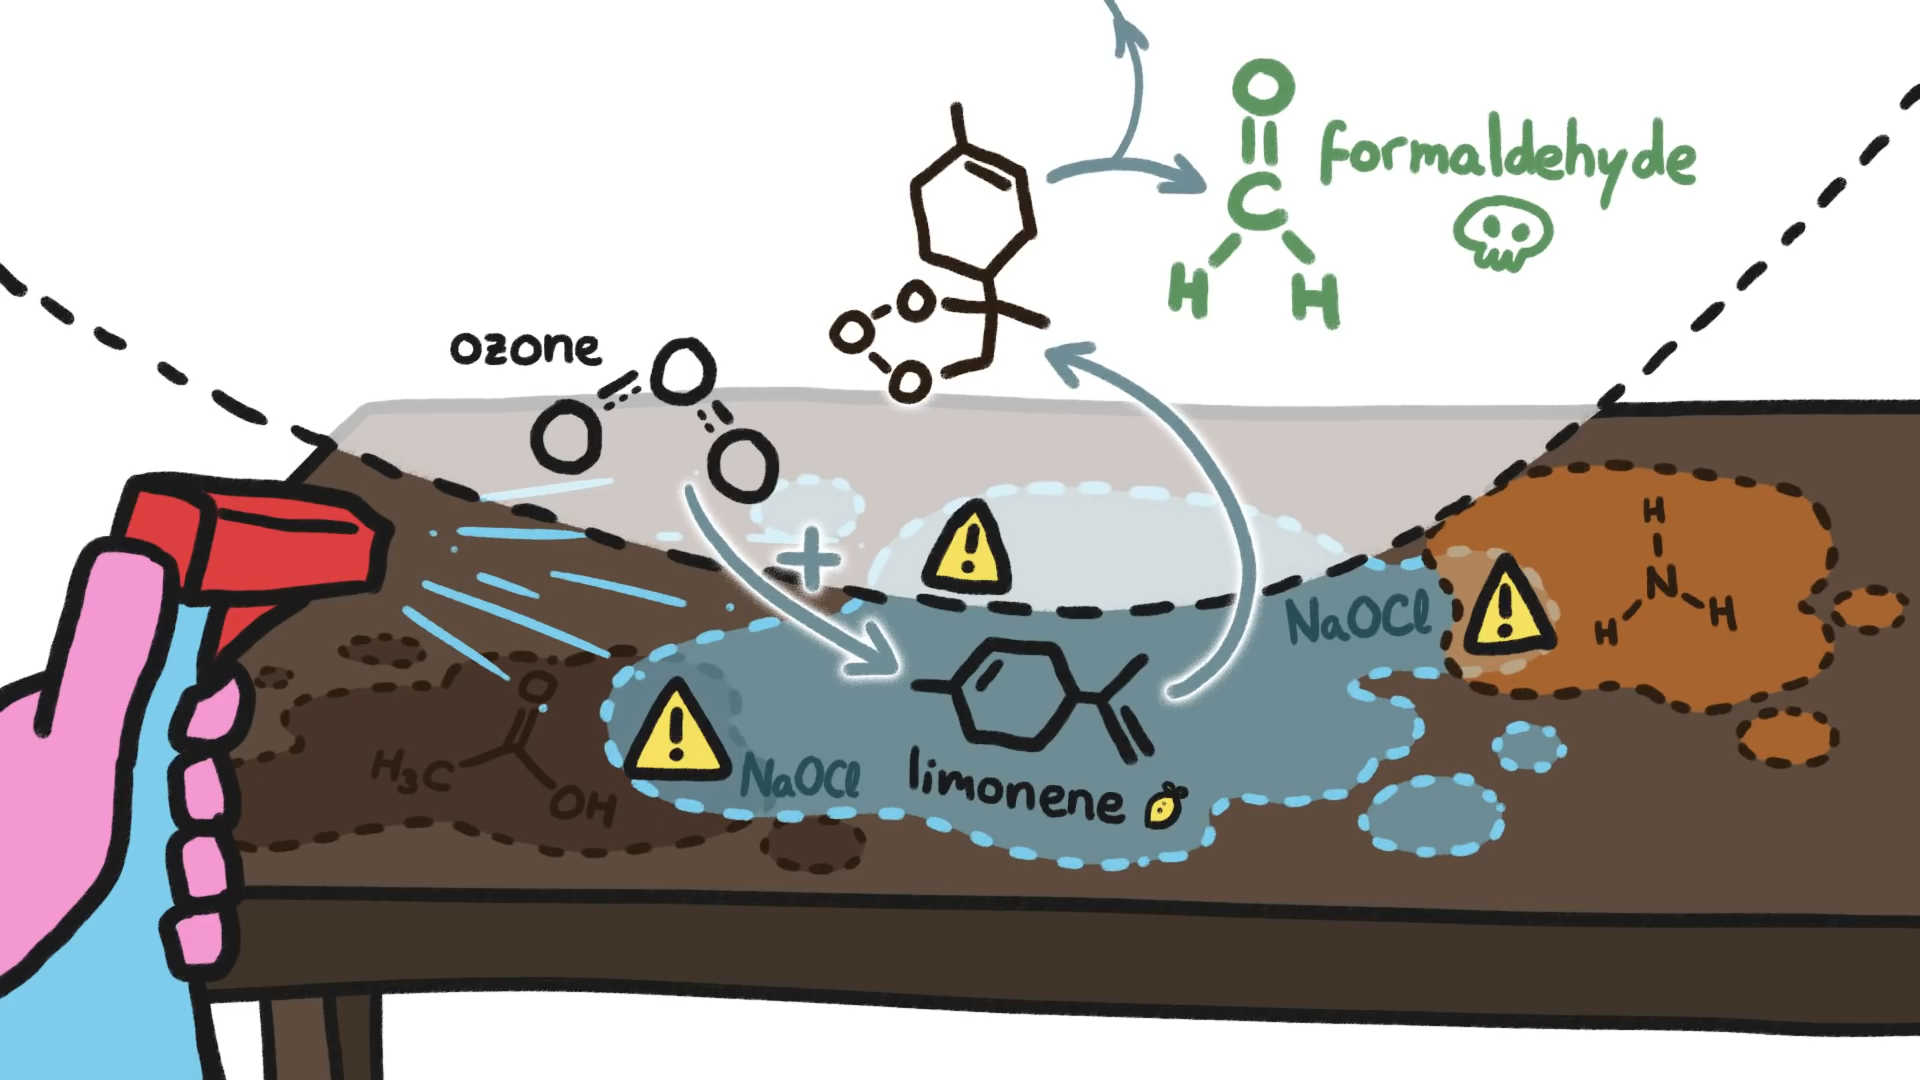 O
formaldehyde
C
H H
O
O
O
ozone
O
O
O
H
N
H
H
NaOCl
O
H₃C
OH
NaOCl
limonene
!
!
!